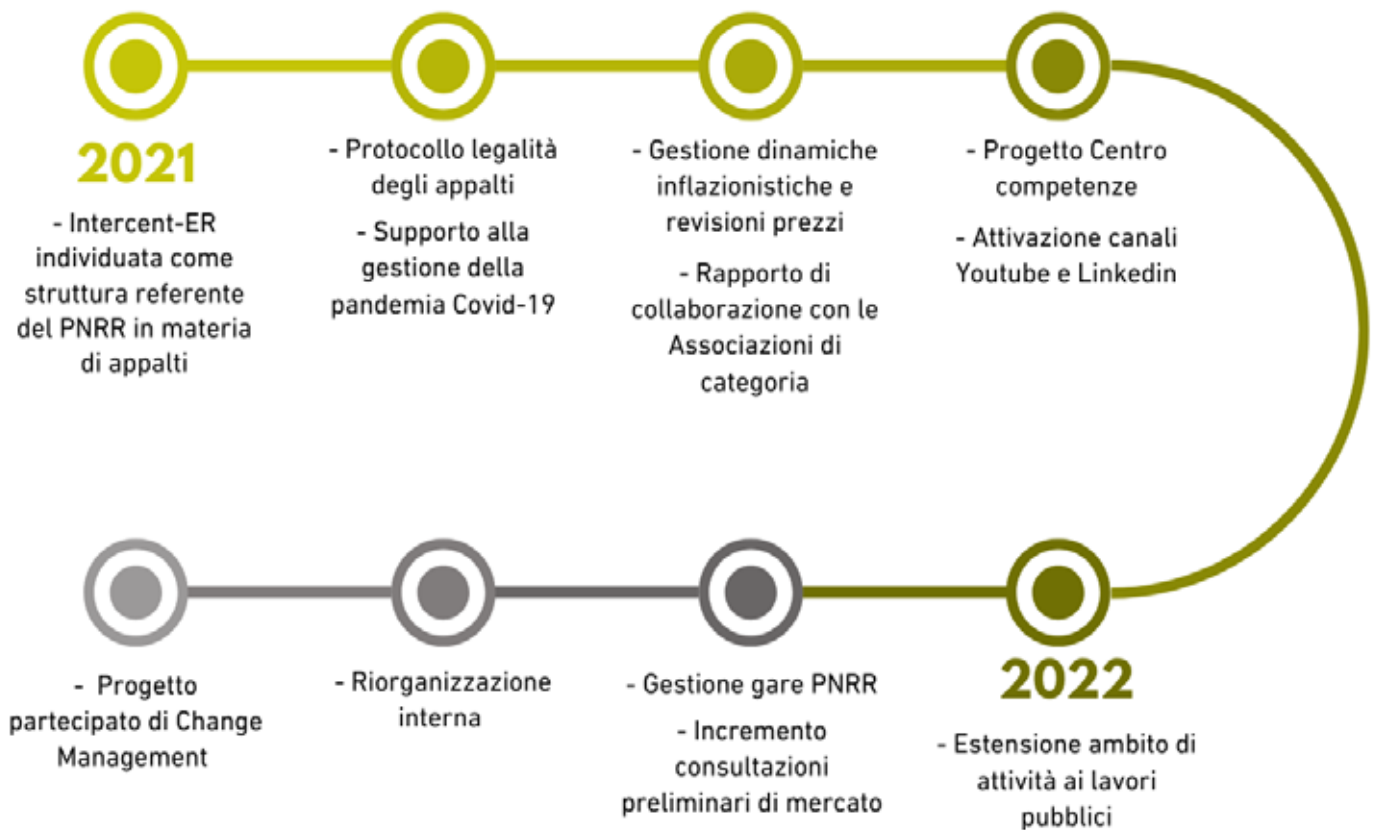 2021
- Intercent-ER
individuata come
struttura referente
del PNRR in materia
di appalti
- Protocollo legalità
degli appalti
- Supporto alla
gestione della
pandemia Covid-19
- Gestione dinamiche
inflazionistiche e
revisioni prezzi
- Rapporto di
collaborazione con le
Associazioni di
categoria
- Progetto Centro
competenze
- Attivazione canali
Youtube e Linkedin
2022
- Estensione ambito di
attività ai lavori
pubblici
- Gestione gare PNRR
- Incremento
consultazioni
preliminari di mercato
- Riorganizzazione
interna
- Progetto
partecipato di Change
Management